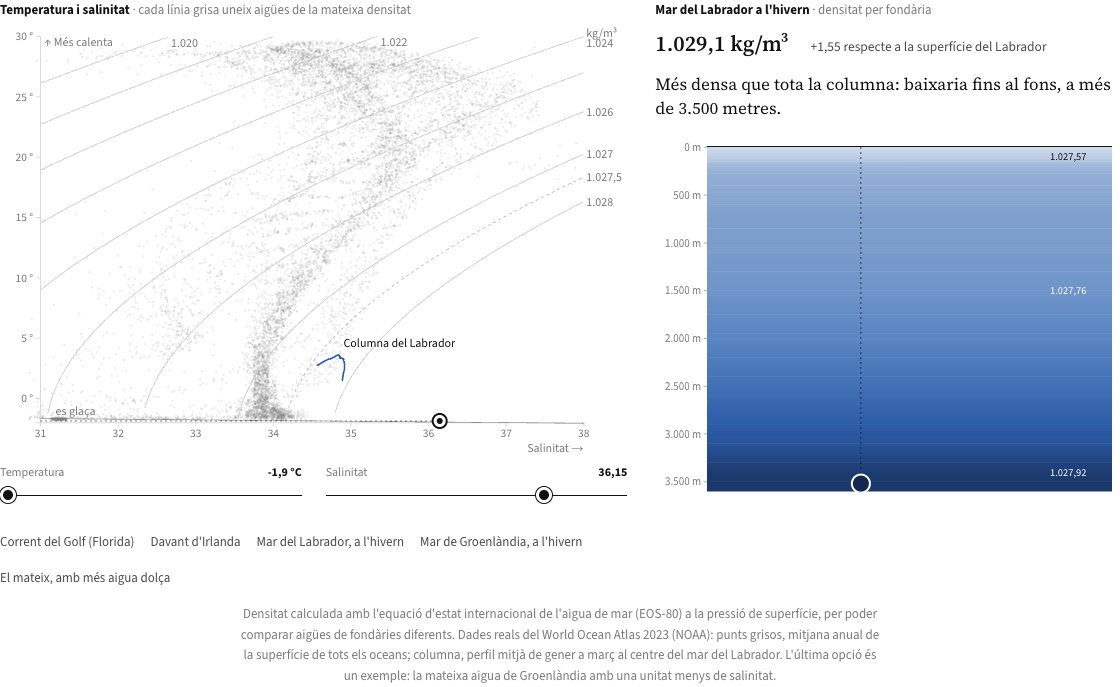 Temperatura i salinitat · cada línia grisa uneix aigües de la mateixa densitat
kg/m³
30 °
↑ Més calenta
1.020
1.022
1.024
25 °
1.026
20 °
1.027
1.027,5
15 °
1.028
10 °
5 °
Columna del Labrador
0 °
es glaça
31
32
33
34
35
36
37
38
Salinitat →
Temperatura
-1,9 °C
Salinitat
36,15
Corrent del Golf (Florida)
Davant d'Irlanda
Mar del Labrador, a l'hivern
Mar de Groenlàndia, a l'hivern
El mateix, amb més aigua dolça
Mar del Labrador a l'hivern · densitat per fondària
1.029,1 kg/m³
+1,55 respecte a la superfície del Labrador
Més densa que tota la columna: baixaria fins al fons, a més
de 3.500 metres.
0 m
1.027,57
500 m
1.000 m
1.500 m
1.027,76
2.000 m
2.500 m
3.000 m
1.027,92
3.500 m
Densitat calculada amb l'equació d'estat internacional de l'aigua de mar (EOS-80) a la pressió de superfície, per poder
comparar aigües de fondàries diferents. Dades reals del World Ocean Atlas 2023 (NOAA): punts grisos, mitjana anual de
la superfície de tots els oceans; columna, perfil mitjà de gener a març al centre del mar del Labrador. L'última opció és
un exemple: la mateixa aigua de Groenlàndia amb una unitat menys de salinitat.